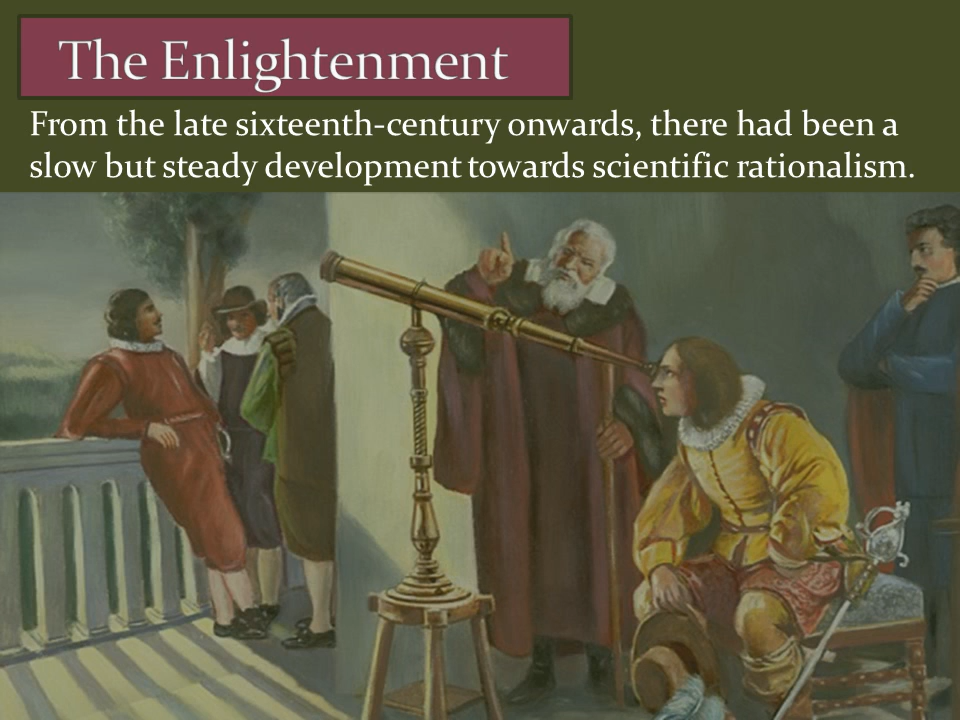 The Enlightenment
From the late sixteenth-century onwards, there had been a
slow but steady development towards scientific rationalism.